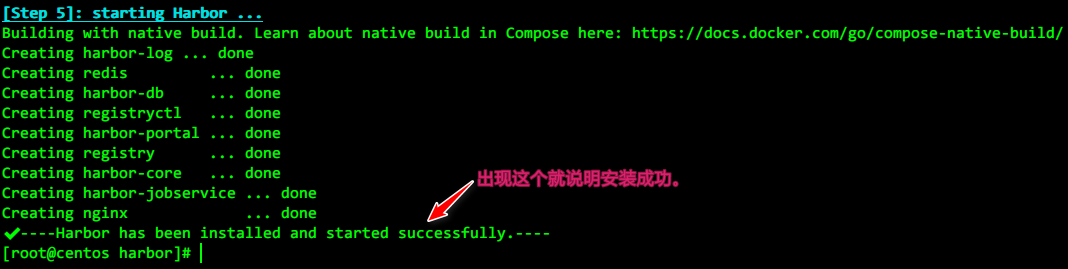 [Step 5]: starting Harbor ...
Building with native build. Learn about native build in Compose here: https://docs.docker.com/go/compose-native-build/
Creating harbor-log ... done
Creating redis         ... done
Creating harbor-db     ... done
Creating registryctl   ... done
Creating harbor-portal ... done
Creating registry      ... done
Creating harbor-core   ... done
出现这个就说明安装成功。
Creating harbor-jobservice ... done
Creating nginx             ... done
✔----Harbor has been installed and started successfully.----
[root@centos harbor]#